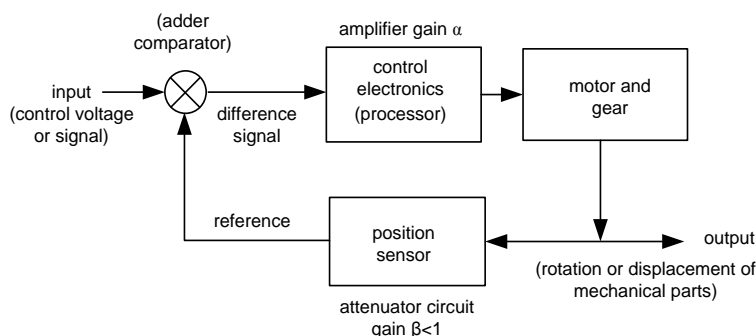 (adder
comparator)
amplifier gain α
input
(control voltage
or signal)
difference
signal
control
electronics
(processor)
motor and
gear
reference
position
sensor
output
(rotation or displacement of
mechanical parts)
attenuator circuit
gain β<1